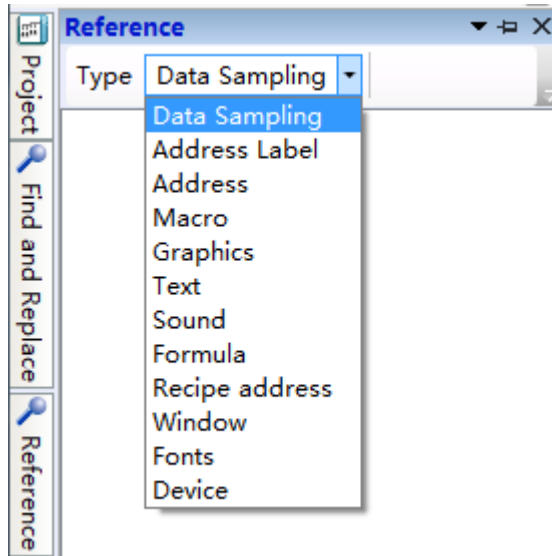 Reference
Type Data Sampling
Data Sampling
Address Label
Address
Macro
Graphics
Text
Sound
Formula
Recipe address
Window
Fonts
Device
Project
Find and Replace
Reference